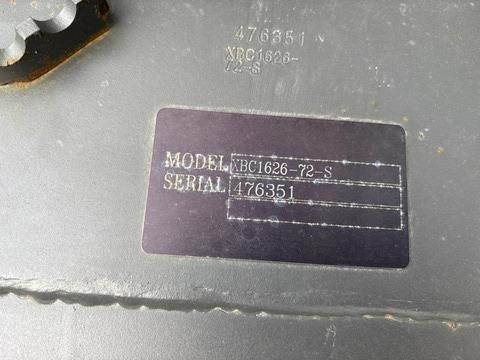 476351
XBC1626-
72-S
MODEL XBC1626-72-S
SERIAL 476351